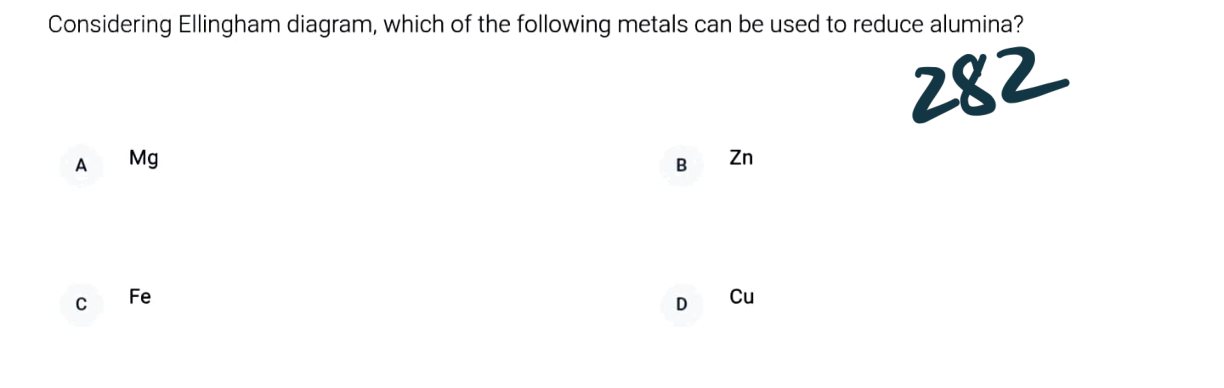 Considering Ellingham diagram, which of the following metals can be used to reduce alumina?
282
A Mg
B Zn
C Fe
D Cu